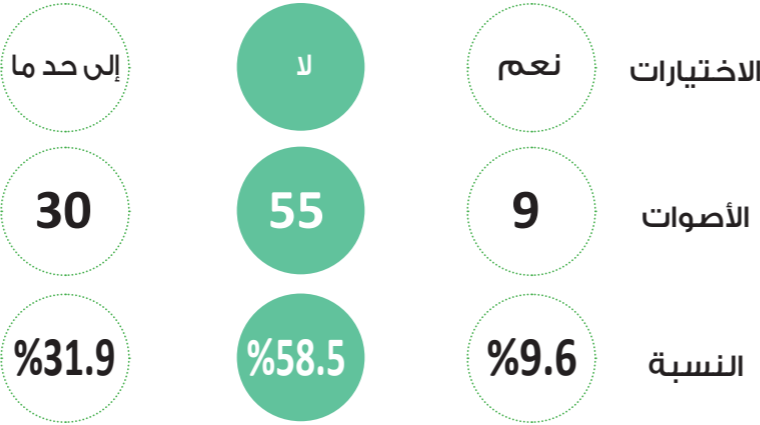 الاختيارات نعم لا إلى حد ما
الأصوات 9 55 30
النسبة %9.6 %58.5 %31.9